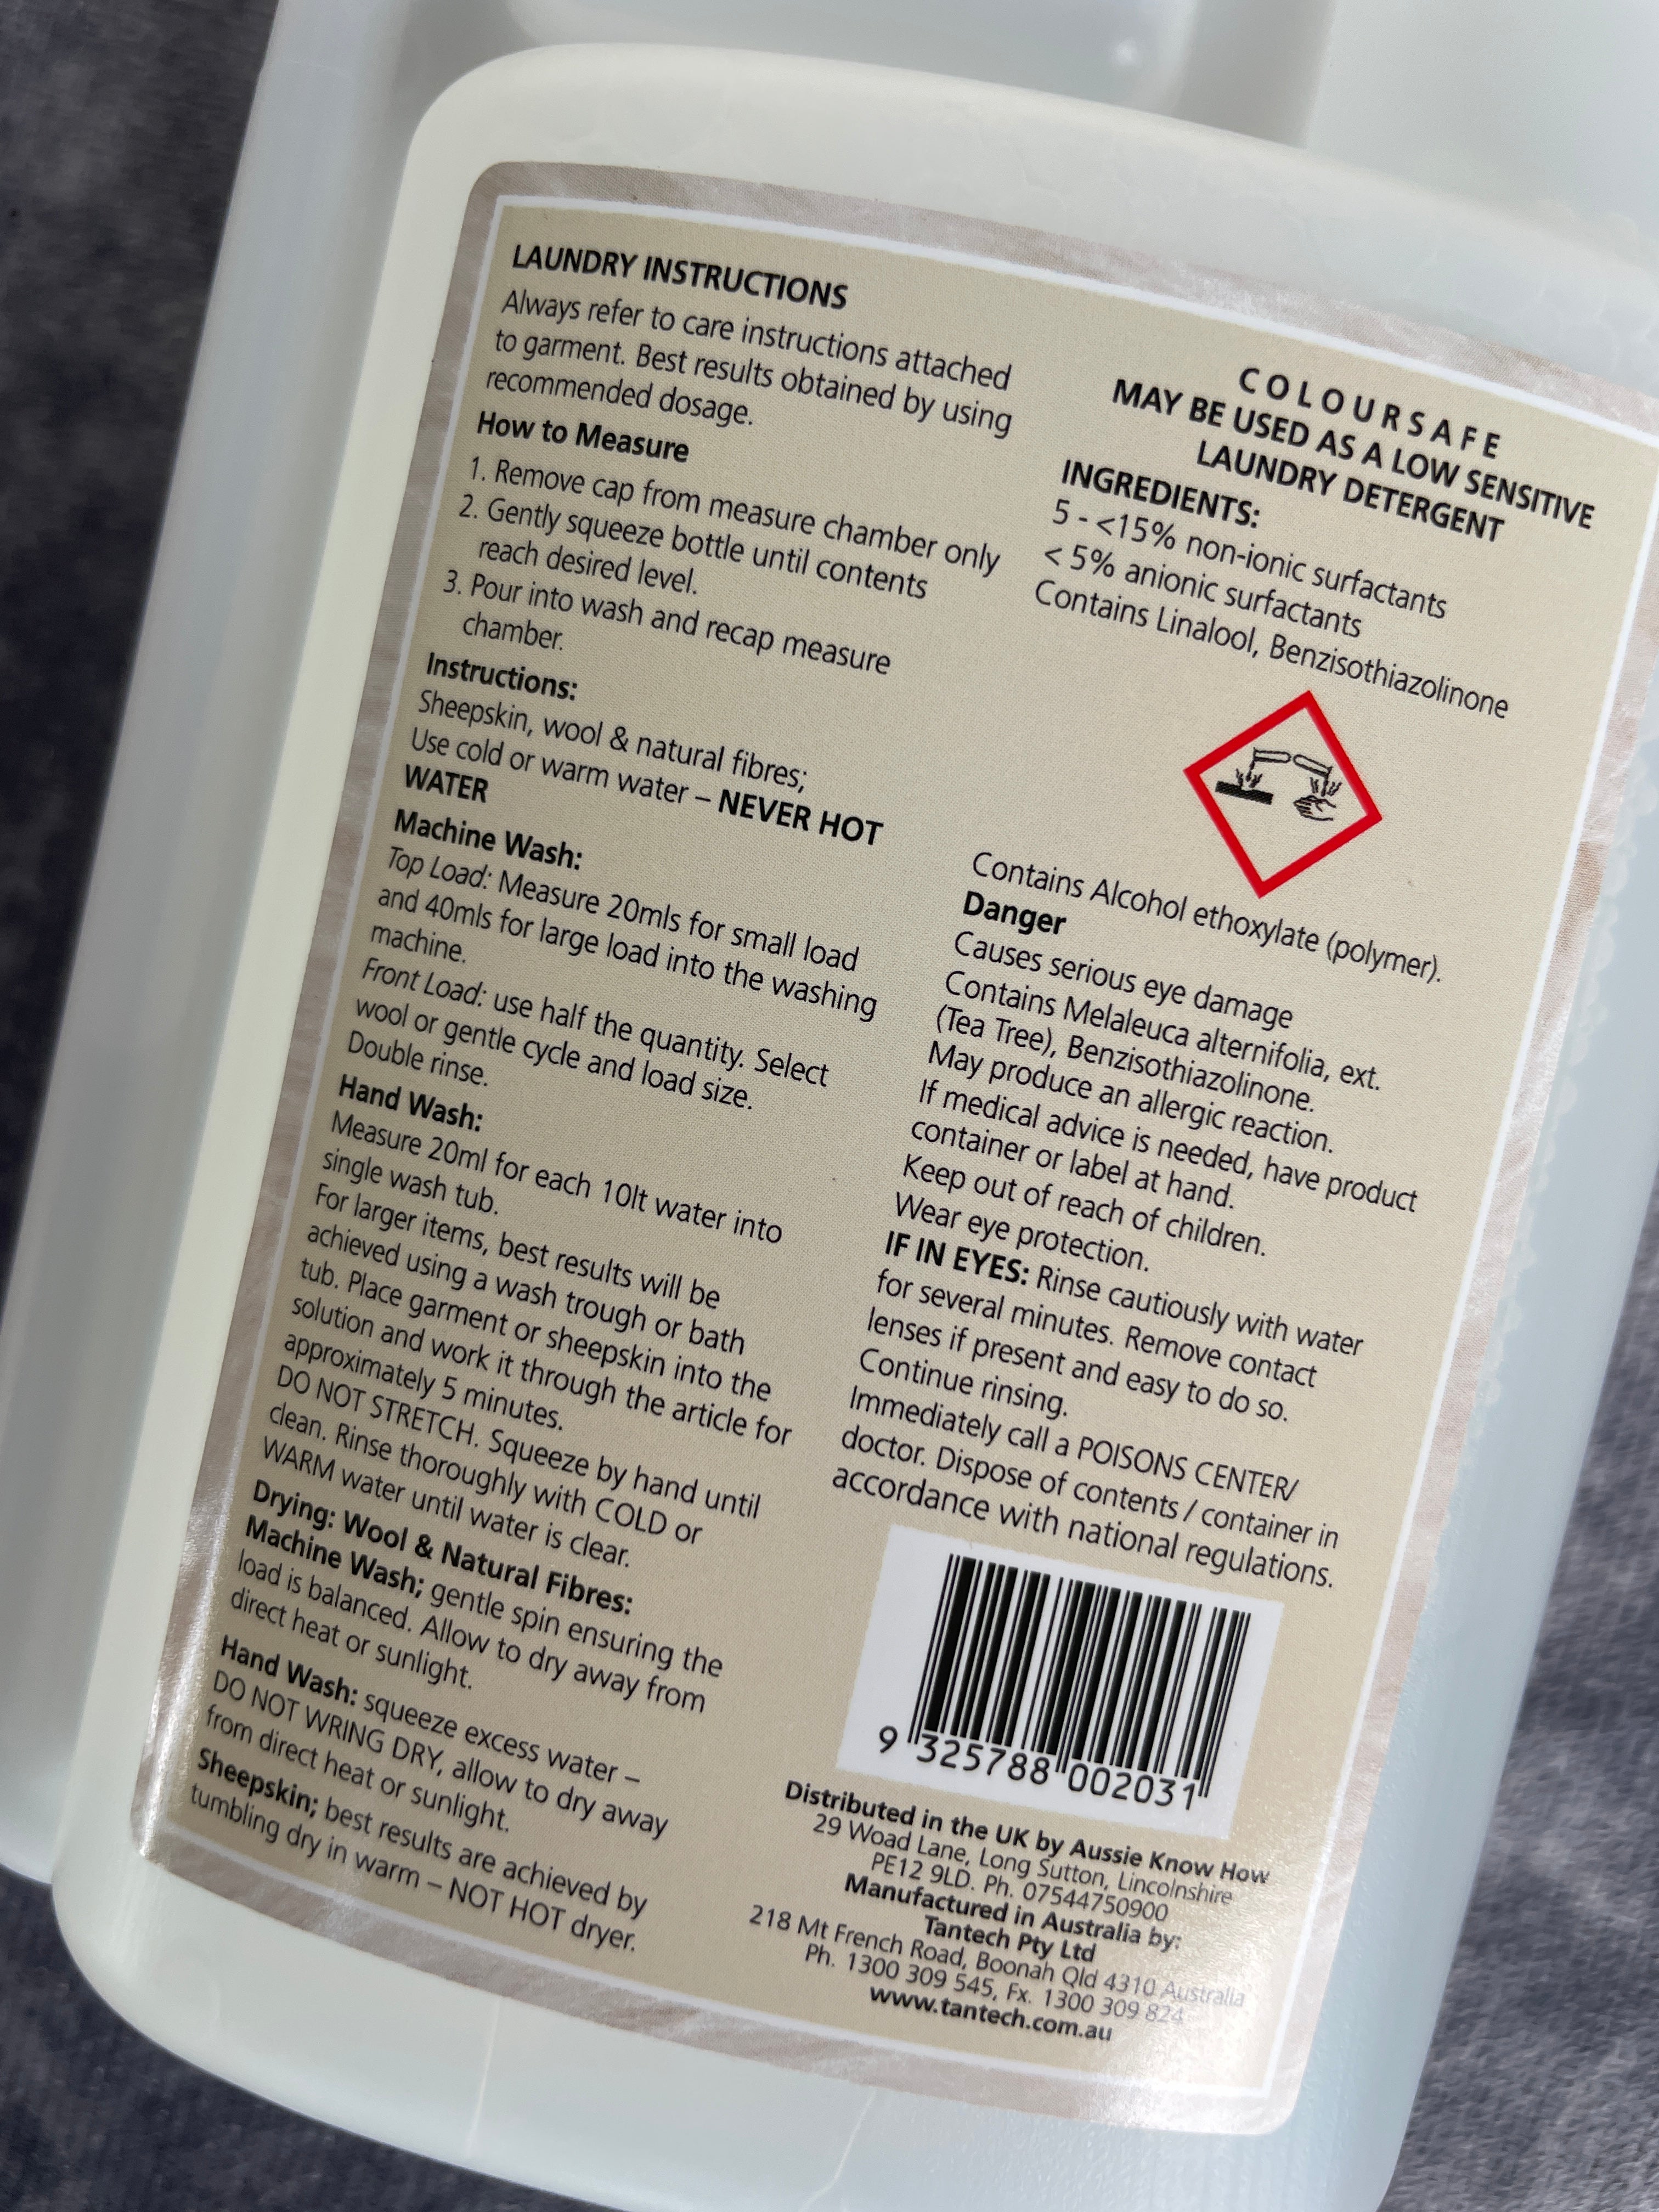 LAUNDRY INSTRUCTIONS
Always refer to care instructions attached
to garment. Best results obtained by using
recommended dosage.
How to Measure
1. Remove cap from measure chamber only
2. Gently squeeze bottle until contents
reach desired level.
3. Pour into wash and recap measure
chamber.
Instructions:
Sheepskin, wool & natural fibres;
Use cold or warm water – NEVER HOT
WATER
Machine Wash:
Top Load: Measure 20mls for small load
and 40mls for large load into the washing
machine.
Front Load: use half the quantity. Select
wool or gentle cycle and load size.
Double rinse.
Hand Wash:
Measure 20ml for each 10lt water into
single wash tub.
For larger items, best results will be
achieved using a wash trough or bath
tub. Place garment or sheepskin into the
solution and work it through the article for
approximately 5 minutes.
DO NOT STRETCH. Squeeze by hand until
clean. Rinse thoroughly with COLD or
WARM water until water is clear.
Drying: Wool & Natural Fibres:
Machine Wash; gentle spin ensuring the
load is balanced. Allow to dry away from
direct heat or sunlight.
Hand Wash: squeeze excess water –
DO NOT WRING DRY, allow to dry away
from direct heat or sunlight.
Sheepskin; best results are achieved by
tumbling dry in warm – NOT HOT dryer.
COLOURSAFE
MAY BE USED AS A LOW SENSITIVE
LAUNDRY DETERGENT
INGREDIENTS:
5 - <15% non-ionic surfactants
< 5% anionic surfactants
Contains Linalool, Benzisothiazolinone
Contains Alcohol ethoxylate (polymer).
Danger
Causes serious eye damage
Contains Melaleuca alternifolia, ext.
(Tea Tree), Benzisothiazolinone.
May produce an allergic reaction.
If medical advice is needed, have product
container or label at hand.
Keep out of reach of children.
Wear eye protection.
IF IN EYES: Rinse cautiously with water
for several minutes. Remove contact
lenses if present and easy to do so.
Continue rinsing.
Immediately call a POISONS CENTER/
doctor. Dispose of contents / container in
accordance with national regulations.
9 325788 002031
Distributed in the UK by Aussie Know How
29 Woad Lane, Long Sutton, Lincolnshire
PE12 9LD. Ph. 07544750900
Manufactured in Australia by:
Tantech Pty Ltd
218 Mt French Road, Boonah Qld 4310 Australia
Ph. 1300 309 545, Fx. 1300 309 824
www.tantech.com.au